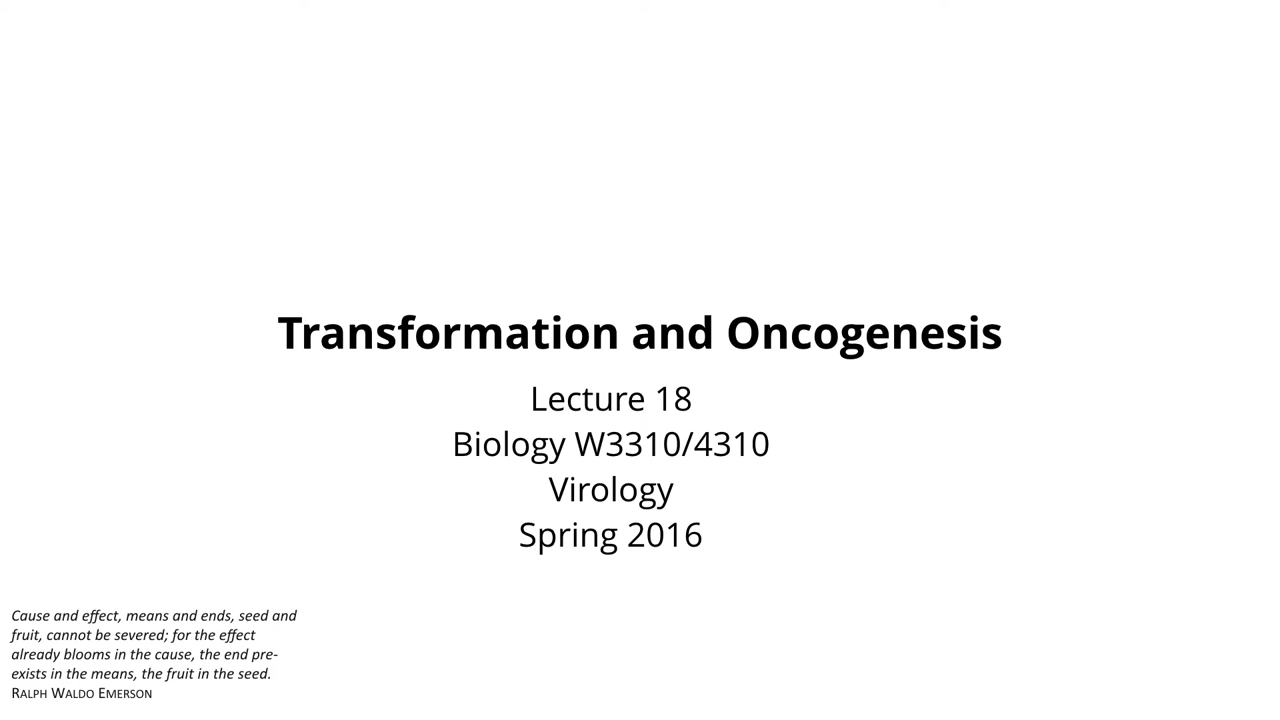 Transformation and Oncogenesis
Lecture 18
Biology W3310/4310
Virology
Spring 2016
Cause and effect, means and ends, seed and
fruit, cannot be severed; for the effect
already blooms in the cause, the end pre-
exists in the means, the fruit in the seed.
RALPH WALDO EMERSON